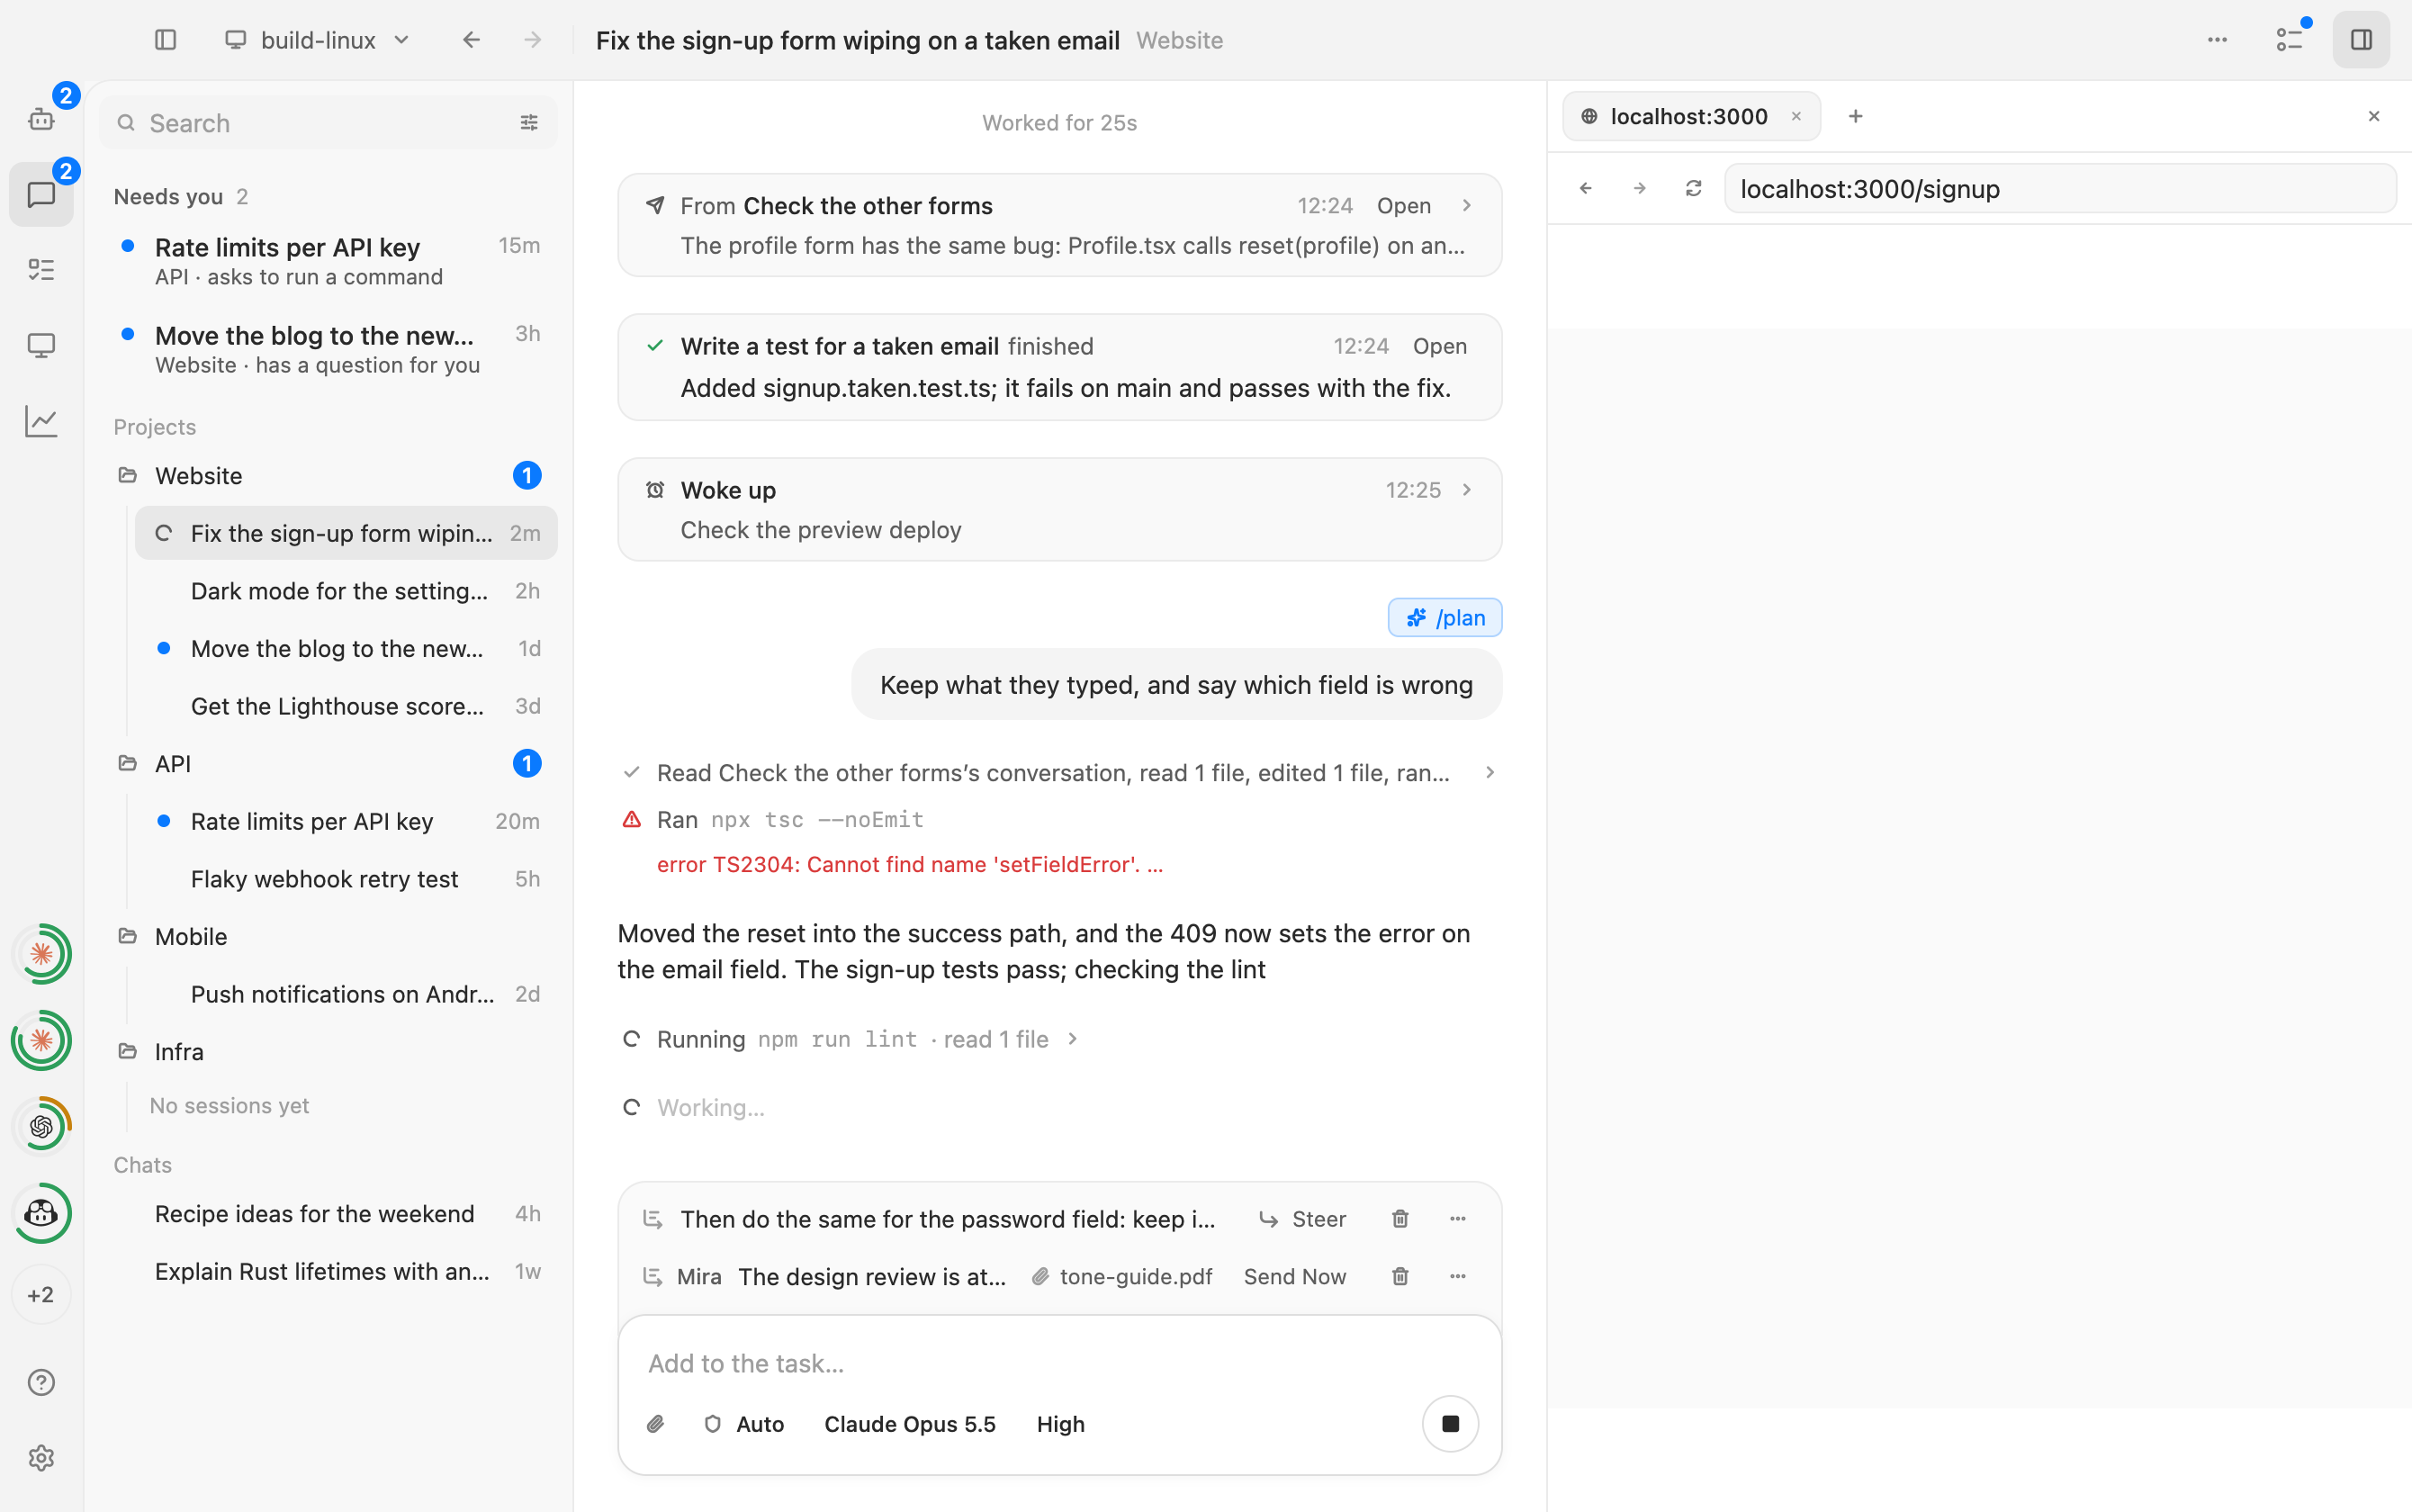 build-linux
Fix the sign-up form wiping on a taken email Website
2
2
+2
Search
Needs you 2
Rate limits per API key 15m
API · asks to run a command
Move the blog to the new... 3h
Website · has a question for you
Projects
Website 1
Fix the sign-up form wipin... 2m
Dark mode for the setting... 2h
Move the blog to the new... 1d
Get the Lighthouse score... 3d
API 1
Rate limits per API key 20m
Flaky webhook retry test 5h
Mobile
Push notifications on Andr... 2d
Infra
No sessions yet
Chats
Recipe ideas for the weekend 4h
Explain Rust lifetimes with an... 1w
Worked for 25s
From Check the other forms 12:24 Open
The profile form has the same bug: Profile.tsx calls reset(profile) on an...
Write a test for a taken email finished 12:24 Open
Added signup.taken.test.ts; it fails on main and passes with the fix.
Woke up 12:25
Check the preview deploy
/plan
Keep what they typed, and say which field is wrong
Read Check the other forms’s conversation, read 1 file, edited 1 file, ran...
Ran npx tsc --noEmit
error TS2304: Cannot find name 'setFieldError'. ...
Moved the reset into the success path, and the 409 now sets the error on
the email field. The sign-up tests pass; checking the lint
Running npm run lint · read 1 file
Working...
Then do the same for the password field: keep i... Steer
Mira The design review is at... tone-guide.pdf Send Now
Add to the task...
Auto Claude Opus 5.5 High
localhost:3000
localhost:3000/signup